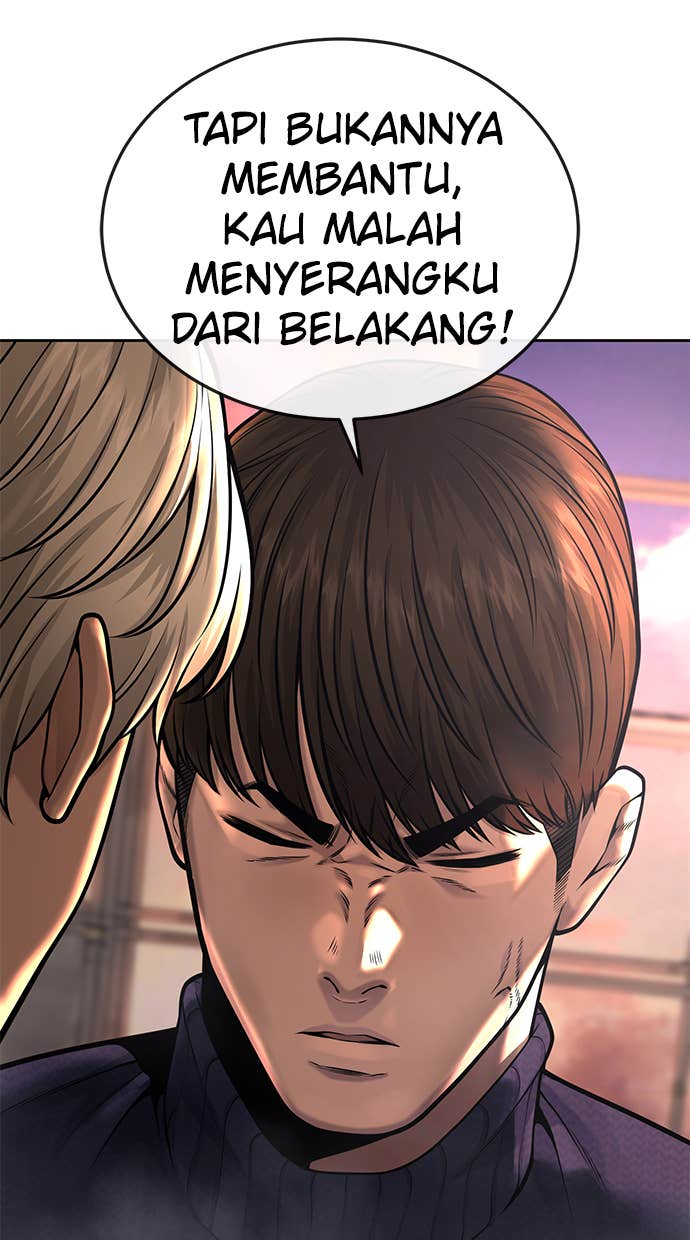 TAPI BUKANNYA
MEMBANTU,
KAU MALAH
MENYERANGKU
DARI BELAKANG!